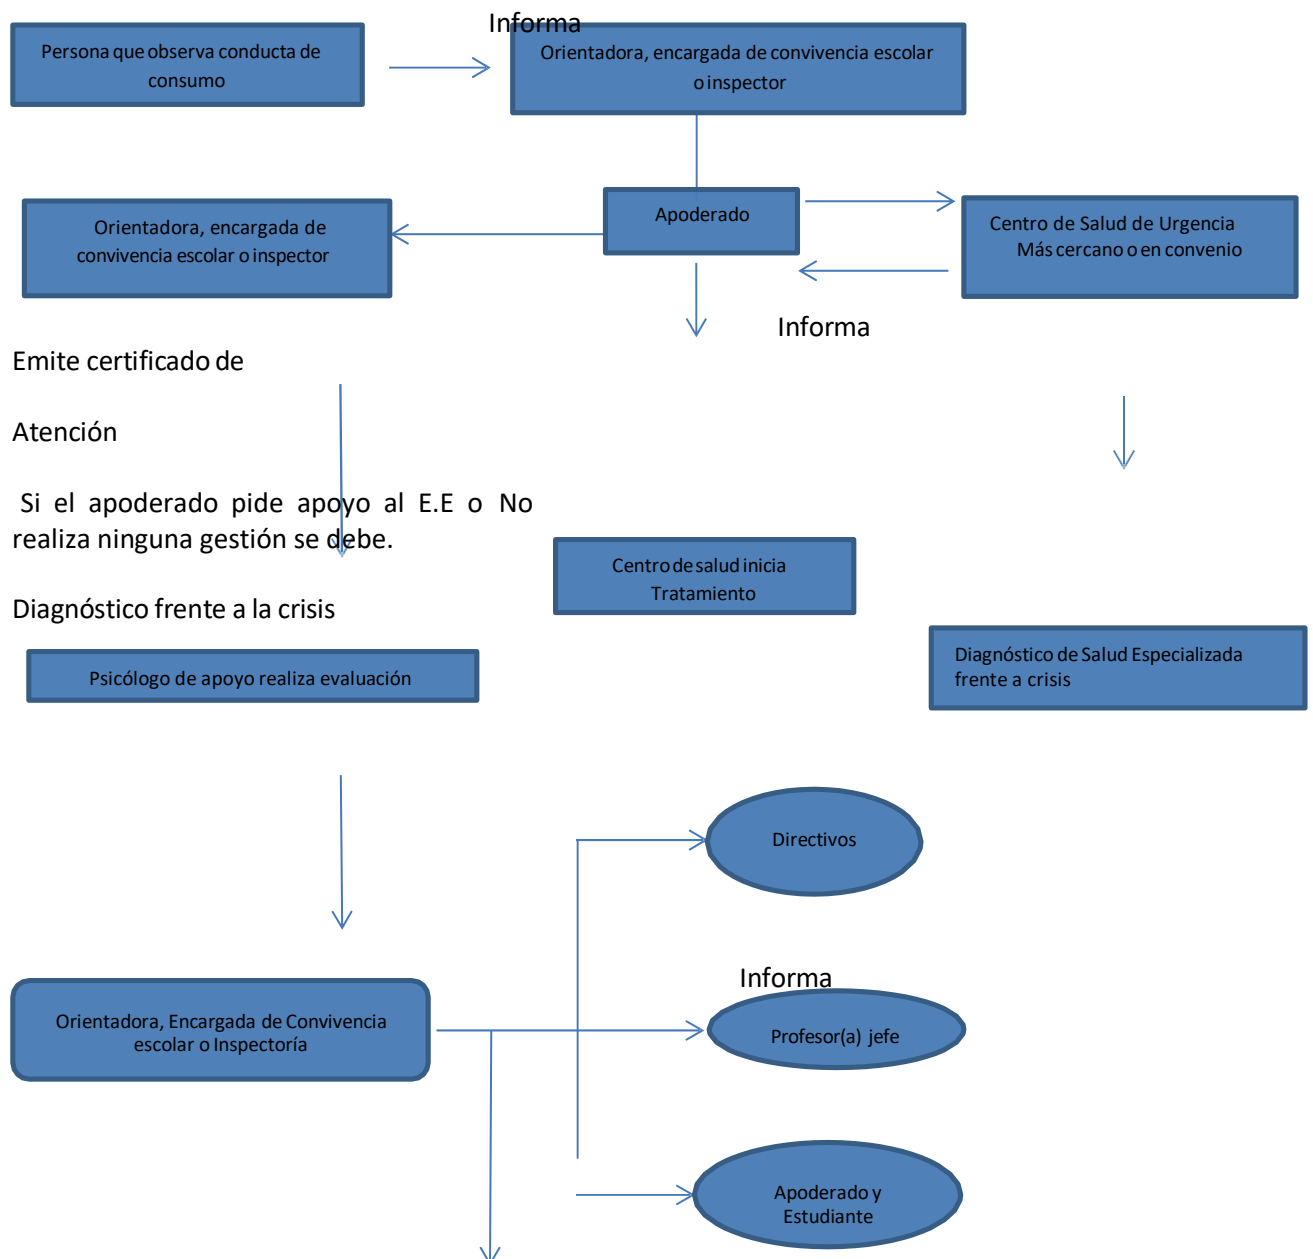 Informa
Persona que observa conducta de
consumo
Orientadora, encargada de convivencia escolar
o inspector
Orientadora, encargada de
convivencia escolar o inspector
Apoderado
Centro de Salud de Urgencia
Más cercano o en convenio
Informa
Emite certificado de
Atención
Si el apoderado pide apoyo al E.E o No
realiza ninguna gestión se debe.
Centro de salud inicia
Tratamiento
Diagnóstico frente a la crisis
Psicólogo de apoyo realiza evaluación
Diagnóstico de Salud Especializada
frente a crisis
Directivos
Informa
Orientadora, Encargada de Convivencia
escolar o Inspectoría
Profesor(a) jefe
Apoderado y
Estudiante